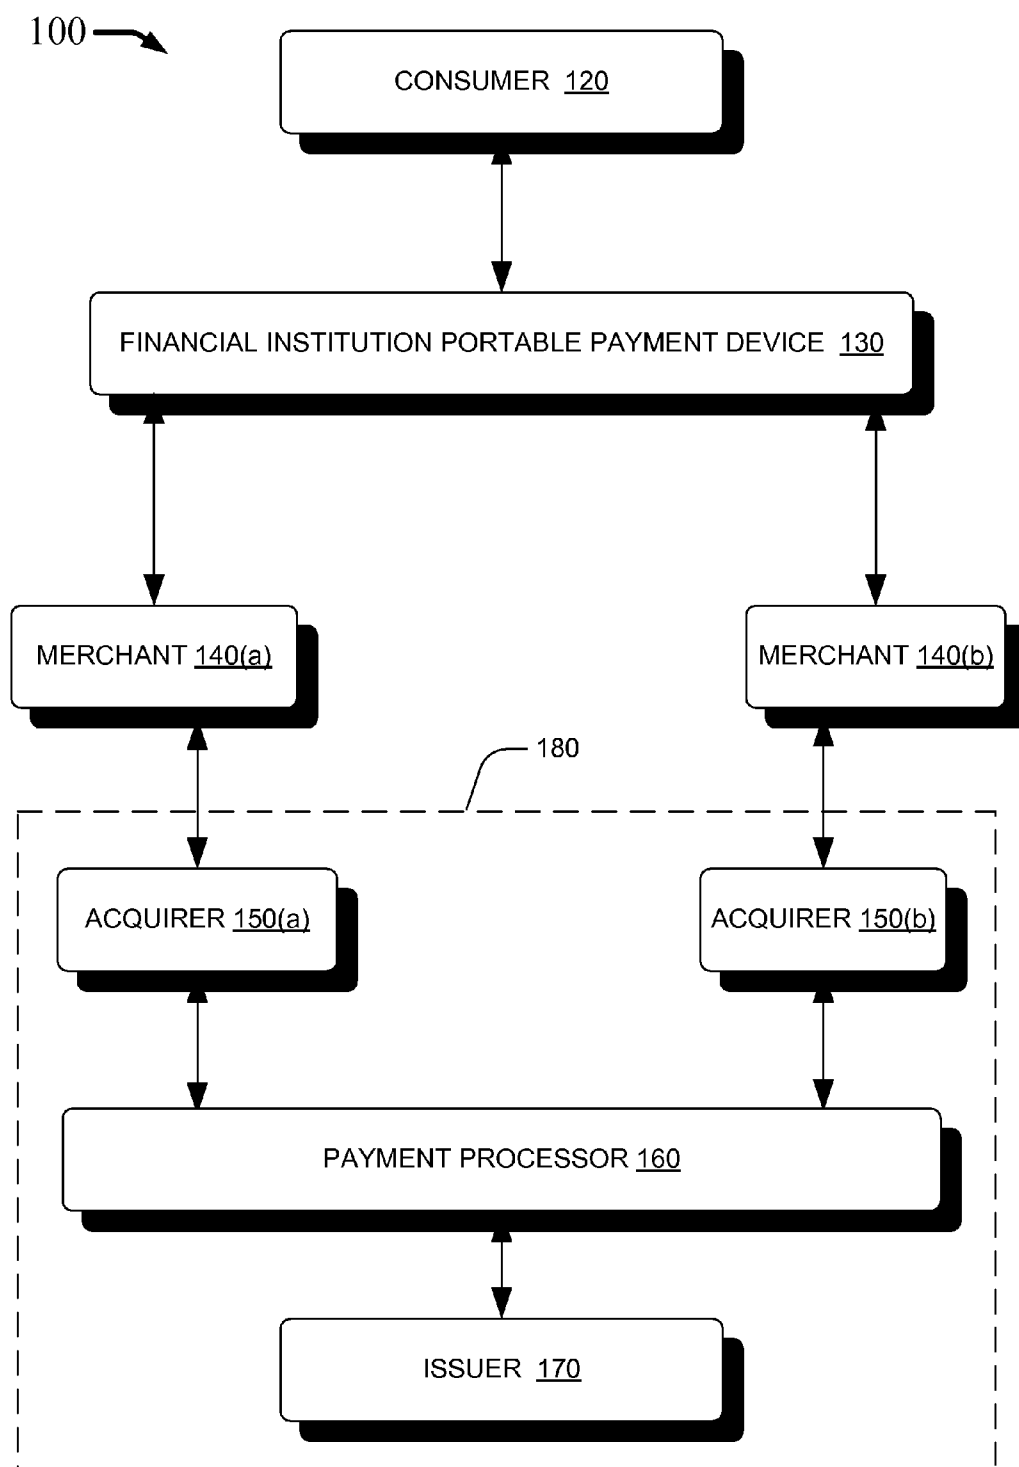 100
CONSUMER 120
FINANCIAL INSTITUTION PORTABLE PAYMENT DEVICE 130
MERCHANT 140(a)
MERCHANT 140(b)
180
ACQUIRER 150(a)
ACQUIRER 150(b)
PAYMENT PROCESSOR 160
ISSUER 170